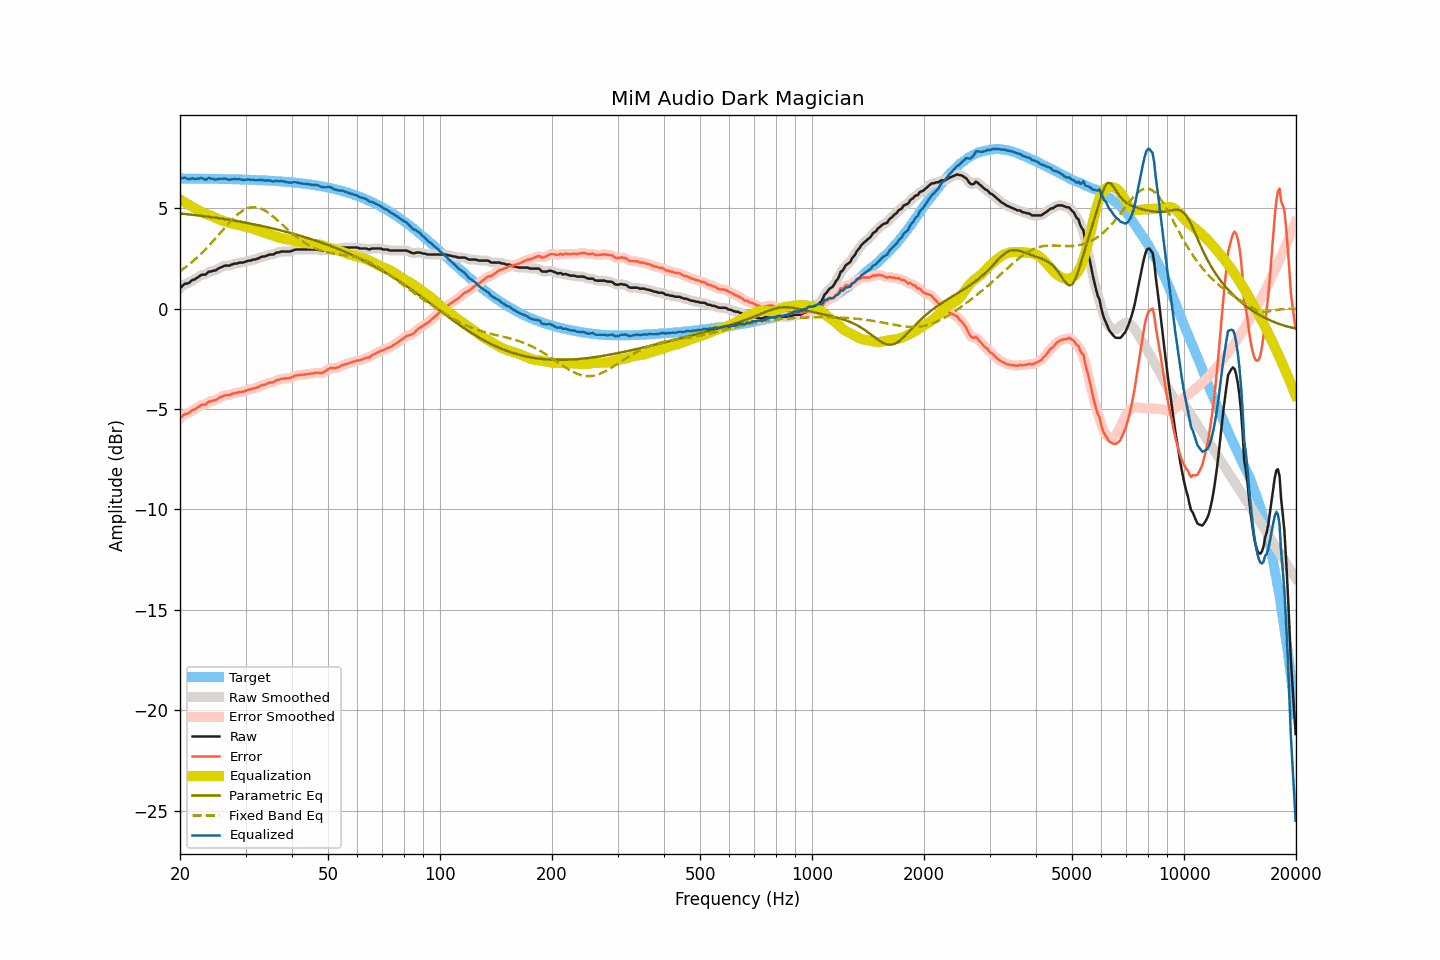 MiM Audio Dark Magician
Amplitude (dBr)
5
0
−5
−10
−15
−20
−25
Target
Raw Smoothed
Error Smoothed
Raw
Error
Equalization
Parametric Eq
Fixed Band Eq
Equalized
20 50 100 200 500 1000 2000 5000 10000 20000
Frequency (Hz)